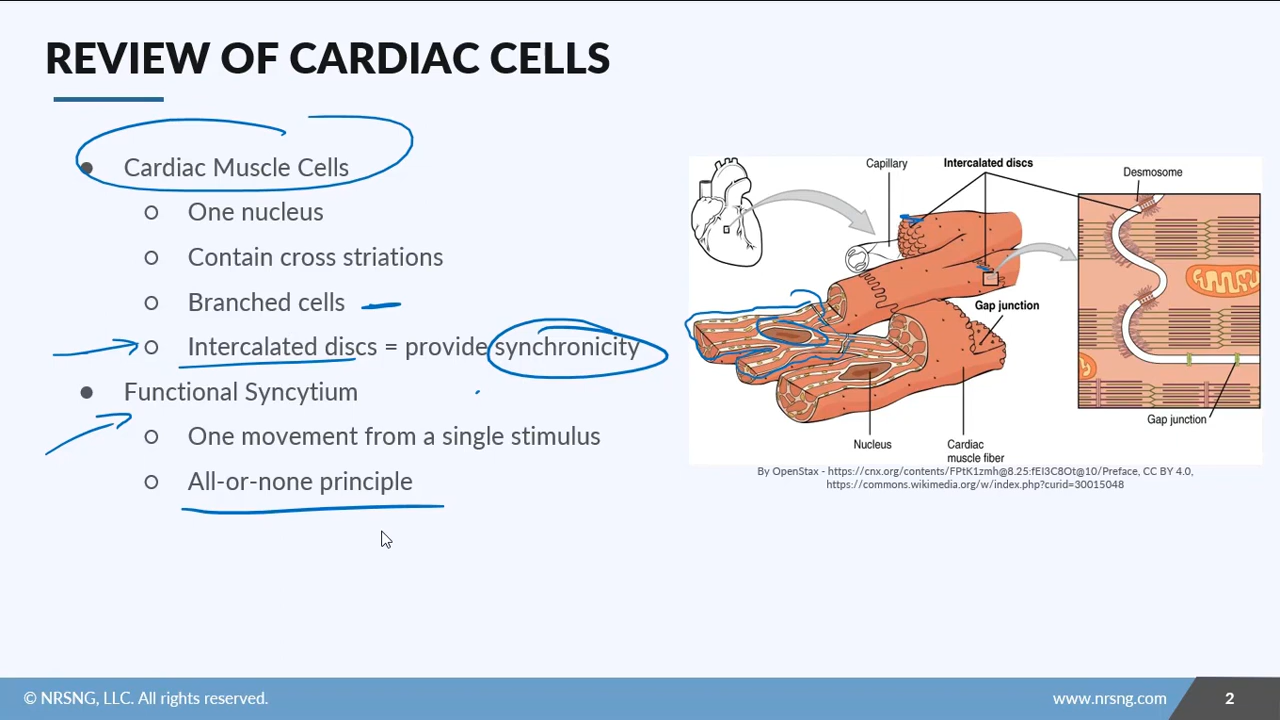 REVIEW OF CARDIAC CELLS
Cardiac Muscle Cells
One nucleus
Contain cross striations
Branched cells
Intercalated discs = provide synchronicity
Functional Syncytium
One movement from a single stimulus
All-or-none principle
Capillary
Intercalated discs
Desmosome
Gap junction
Nucleus
Cardiac
muscle fiber
Gap junction
By OpenStax - https://cnx.org/contents/FPtK1zmh@8.25:fEI3C8Ot@10/Preface, CC BY 4.0,
https://commons.wikimedia.org/w/index.php?curid=30015048
© NRSNG, LLC. All rights reserved.
www.nrsng.com
2